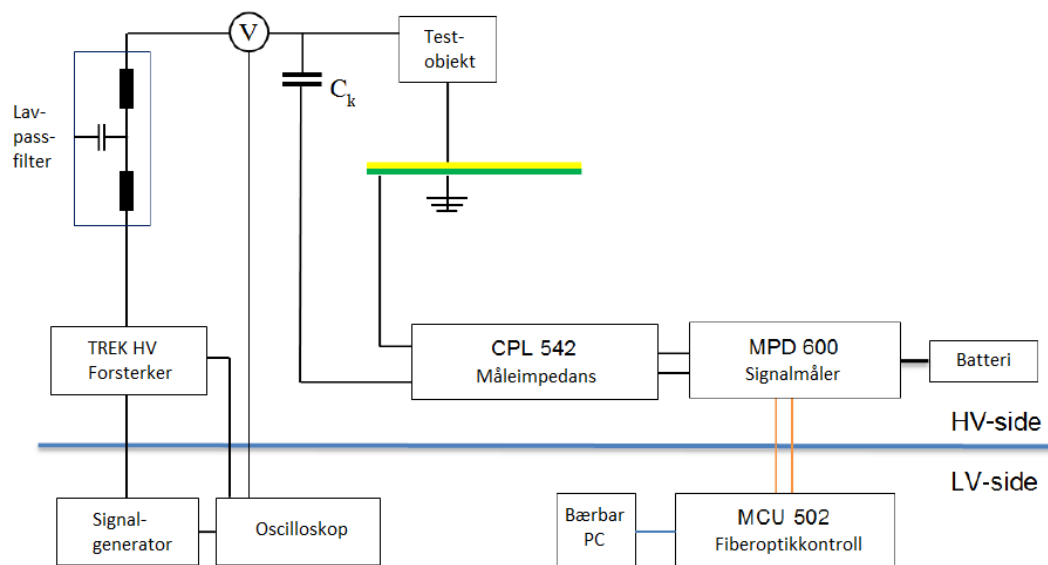 V
Test-
objekt
C_k
Lav-
pass-
filter
TREK HV
Forsterker
CPL 542
Måleimpedans
MPD 600
Signalmåler
Batteri
HV-side
LV-side
Signal-
generator
Oscilloskop
Bærbar
PC
MCU 502
Fiberoptikkontroll